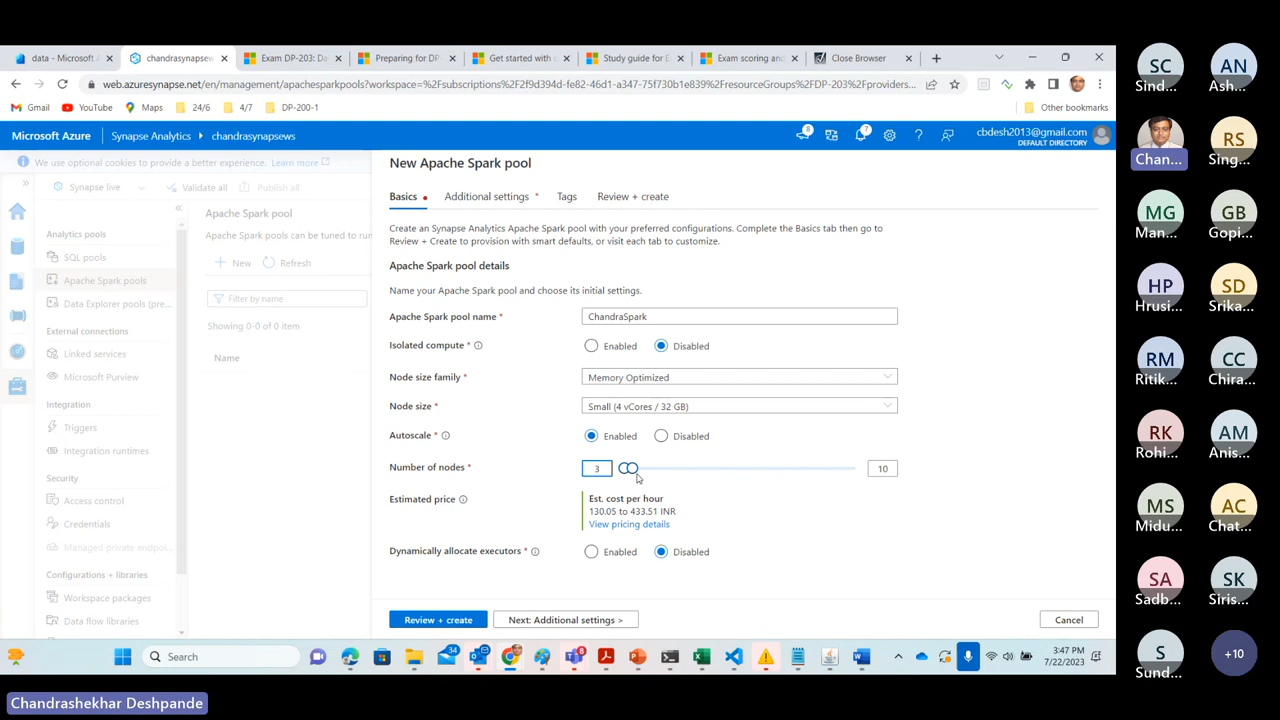 data - Microsoft A
chandrasynapsew
Exam DP-203: Da
Preparing for DP
Get started with
Study guide for E
Exam scoring an
Close Browser
web.azuresynapse.net/en/management/apachesparkpools?workspace=%2Fsubscriptions%2F2f9d394d-fe82-46d1-a347-75f130b61e89%2FresourceGroups%2FDP-203%2Fproviders...
Gmail
YouTube
Maps
24/6
4/7
DP-200-1
Other bookmarks
Microsoft Azure
Synapse Analytics
chandrasynapsews
8
7
cbdesh2013@gmail.com
DEFAULT DIRECTORY
We use optional cookies to provide a better experience. Learn more
Synapse live
Validate all
Publish all
Analytics pools
SQL pools
Apache Spark pools
Data Explorer pools (pre...
External connections
Linked services
Microsoft Purview
Integration
Triggers
Integration runtimes
Security
Access control
Credentials
Managed private endpoi...
Configurations + libraries
Workspace packages
Data flow libraries
Apache Spark pool
Apache Spark pools can be tuned to run
New
Refresh
Filter by name
Showing 0-0 of 0 item
Name
New Apache Spark pool
Basics
Additional settings *
Tags
Review + create
Create an Synapse Analytics Apache Spark pool with your preferred configurations. Complete the Basics tab then go to
Review + Create to provision with smart defaults, or visit each tab to customize.
Apache Spark pool details
Name your Apache Spark pool and choose its initial settings.
Apache Spark pool name *
ChandraSpark
Isolated compute *
Enabled
Disabled
Node size family *
Memory Optimized
Node size *
Small (4 vCores / 32 GB)
Autoscale *
Enabled
Disabled
Number of nodes *
3
10
Estimated price
Est. cost per hour
130.05 to 433.51 INR
View pricing details
Dynamically allocate executors *
Enabled
Disabled
Review + create
Next: Additional settings >
Cancel
Search
34
8
3:47 PM
7/22/2023
SC
Sind...
AN
Ash...
Chan...
RS
Sing...
MG
Man...
GB
Gopi...
HP
Hrusi...
SD
Srika...
RM
Ritik...
CC
Chira...
RK
Rohi...
AM
Anis...
MS
Midu...
AC
Chat...
SA
Sadb...
SK
Siris...
S
Sund...
+10
Chandrashekhar Deshpande